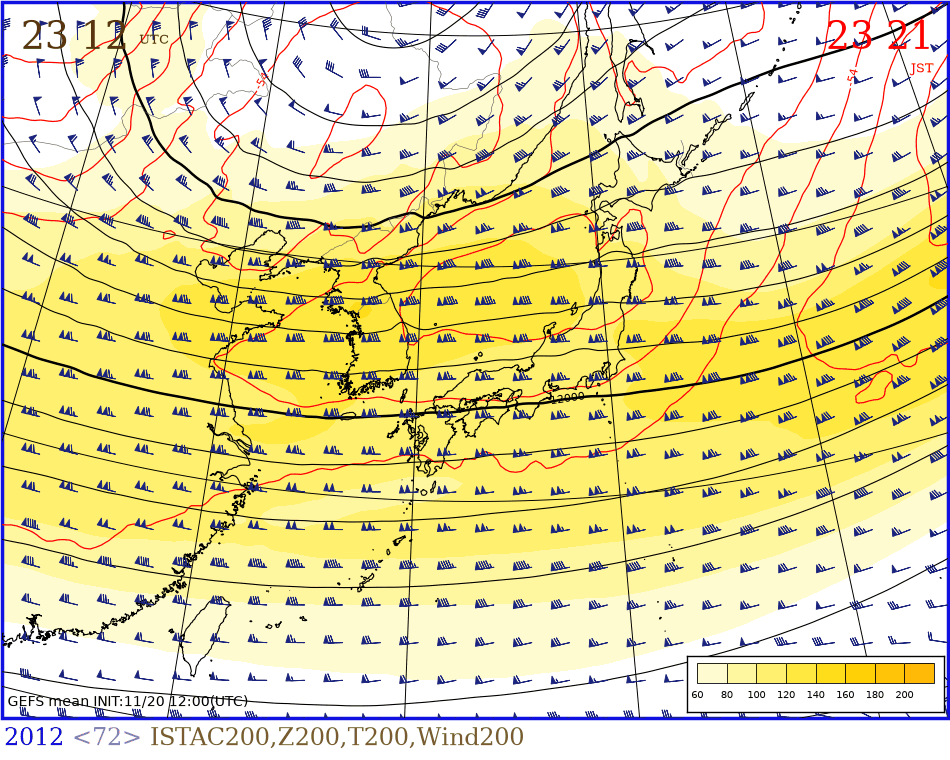 23 12 UTC
23 21
JST
-54
-54
12000
60 80 100 120 140 160 180 200
GEFS mean INIT:11/20 12:00(UTC)
2012 <72> ISTAC200,Z200,T200,Wind200